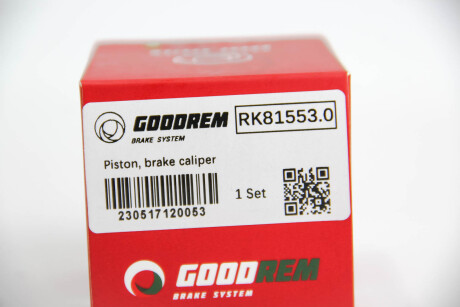 GOODREM
BRAKE SYSTEM
RK81553.0
Piston, brake caliper
230517120053
1 Set
GOODREM
BRAKE SYSTEM